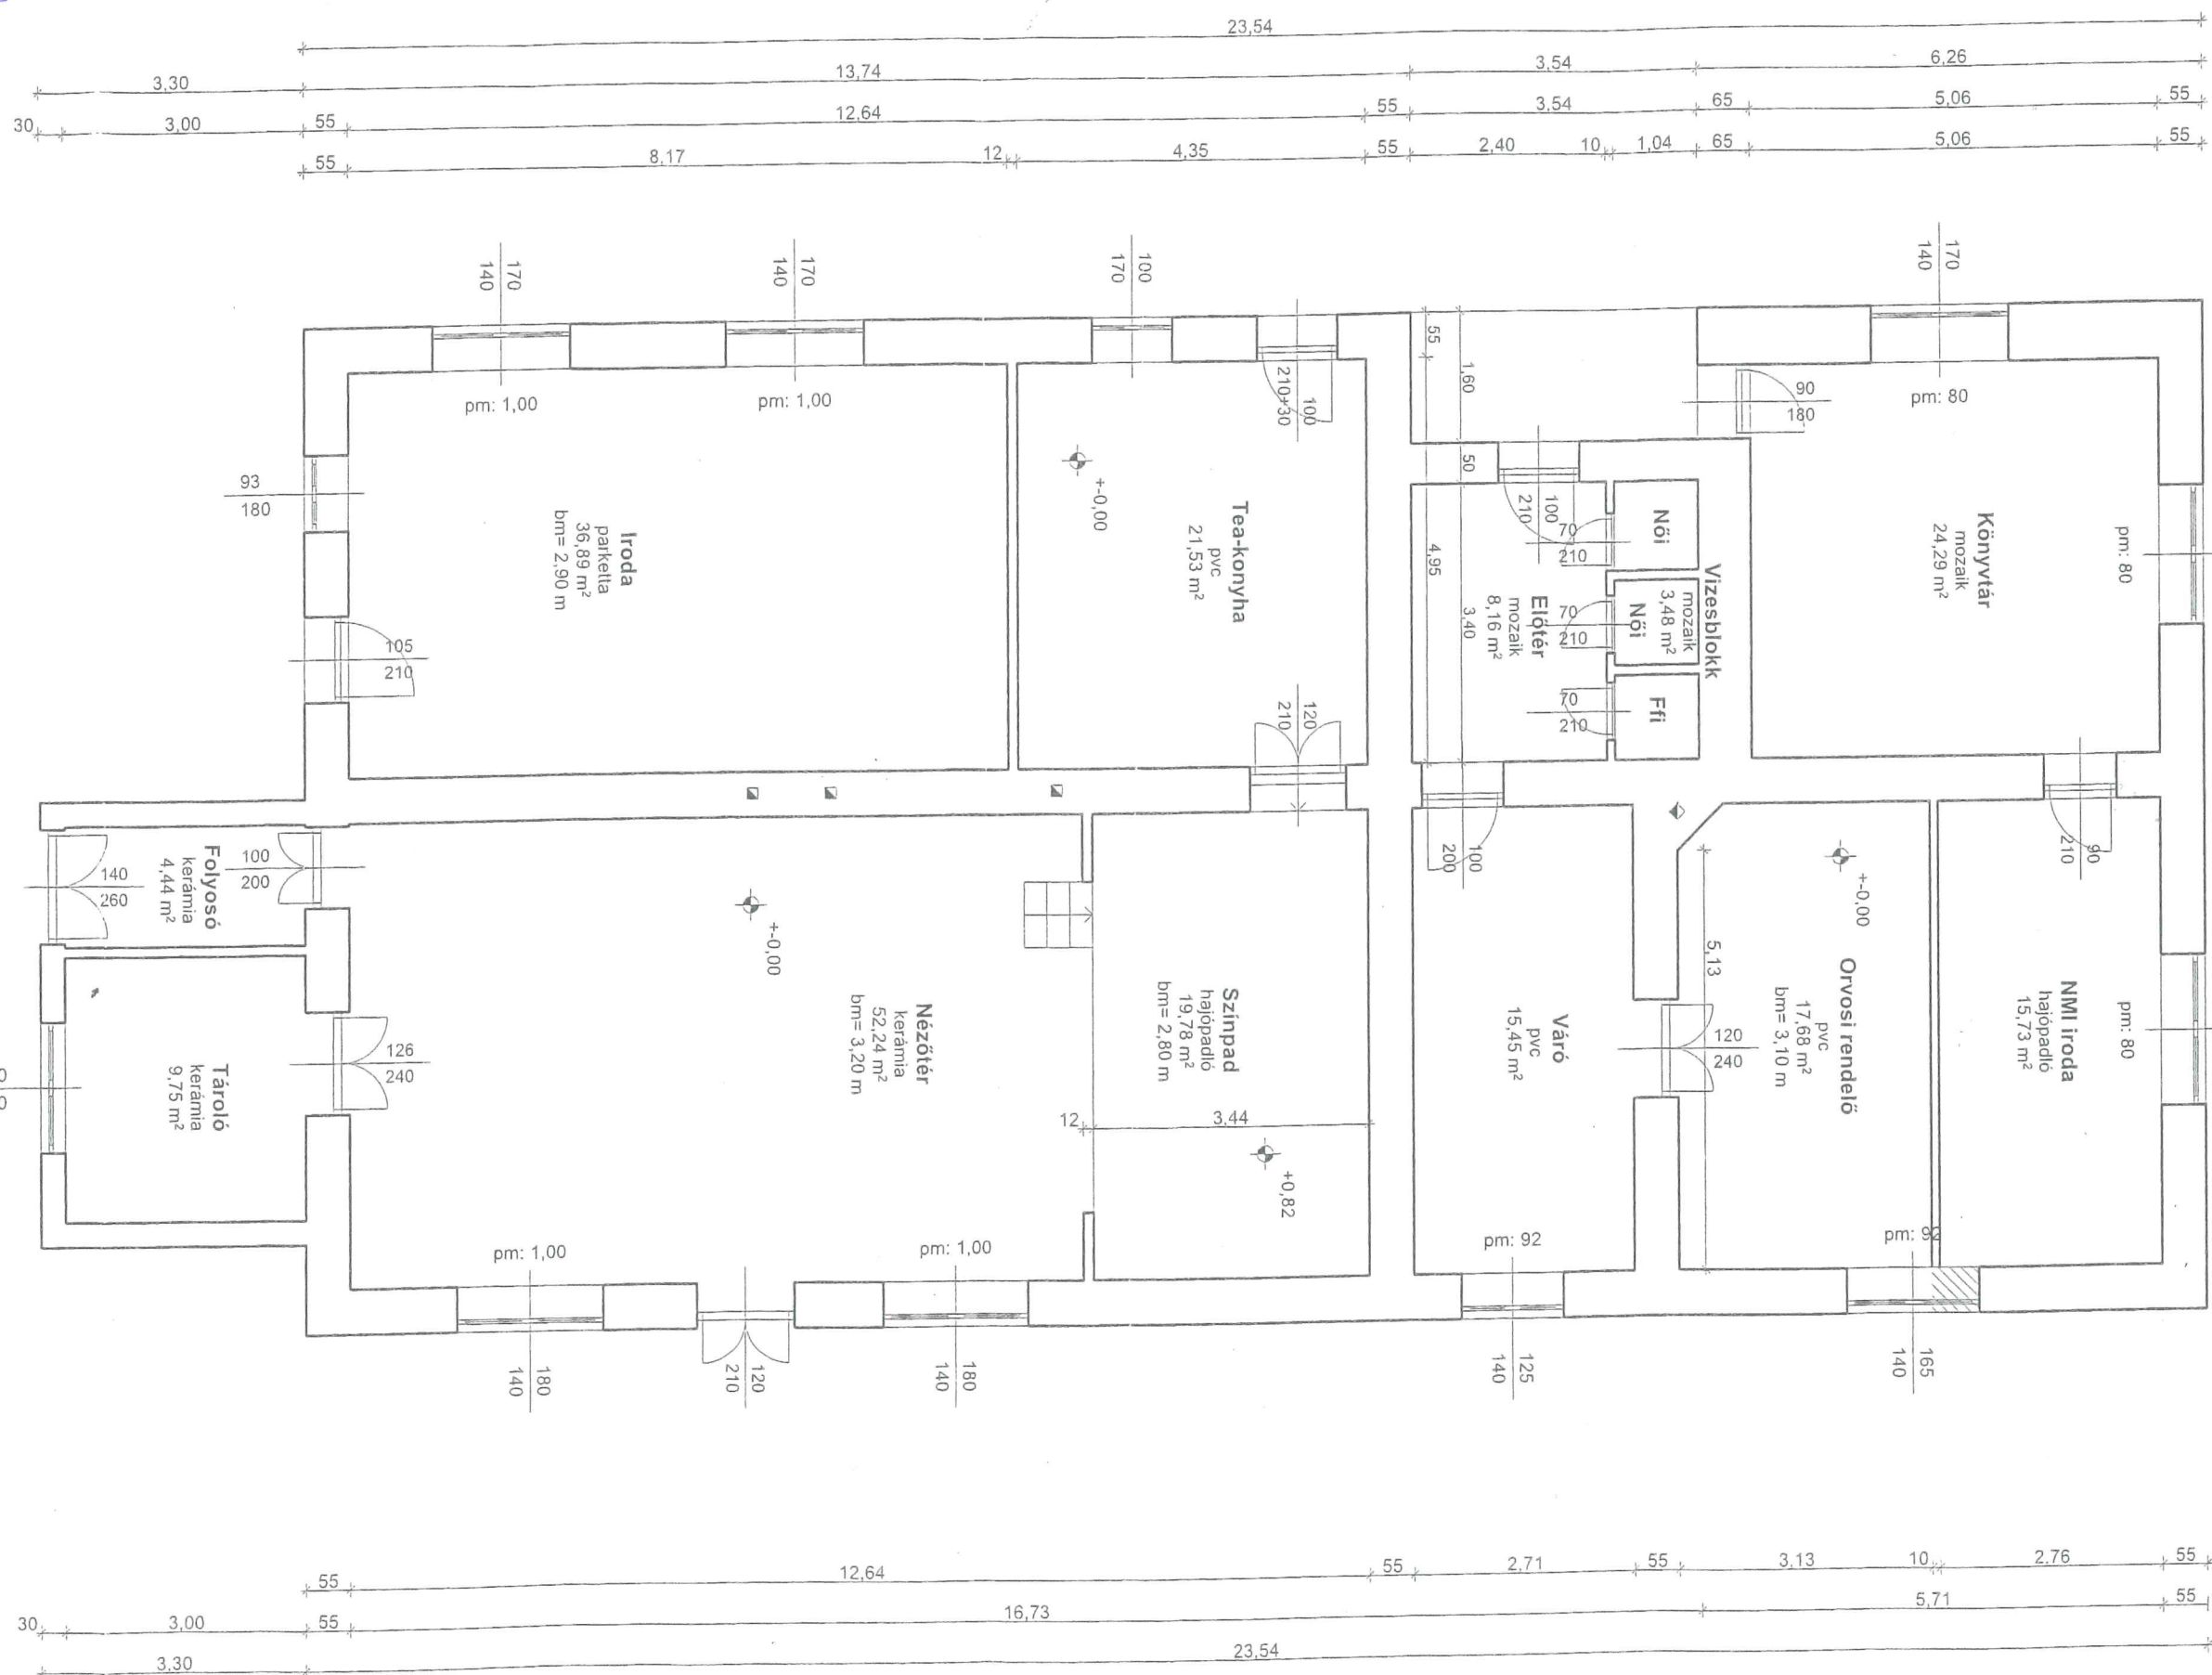 23,54
3,30
13,74
3,54
6,26
30
3,00
55
12,64
55
3,54
65
5,06
55
55
8,17
12
4,35
55
2,40
10
1,04
65
5,06
55
170
140
170
140
100
170
170
140
pm: 1,00
pm: 1,00
210+30
100
55
1,60
50
4,95
3,40
90
180
pm: 80
pm: 80
93
180
105
210
Iroda
parketta
36,89 m²
bm= 2,90 m
+-0,00
Tea-konyha
pvc
21,53 m²
120
210
100
210
70
210
70
210
70
210
Női
Vizesblokk
mozaik
3,48 m²
Női
Ffi
Előtér
mozaik
8,16 m²
Könyvtár
mozaik
24,29 m²
Folyosó
kerámia
4,44 m²
140
260
100
200
Tároló
kerámia
9,75 m²
126
240
+-0,00
Nézőtér
kerámia
52,24 m²
bm= 3,20 m
Színpad
hajópadló
19,78 m²
bm= 2,80 m
12
3,44
+0,82
100
200
Váró
pvc
15,45 m²
120
240
5,13
+-0,00
Orvosi rendelő
pvc
17,68 m²
bm= 3,10 m
90
210
NMI iroda
hajópadló
15,73 m²
pm: 80
pm: 1,00
pm: 1,00
pm: 92
pm: 92
180
140
120
210
180
140
125
140
165
140
55
12,64
55
2,71
55
3,13
10
2,76
55
30
3,00
55
16,73
5,71
55
3,30
23,54